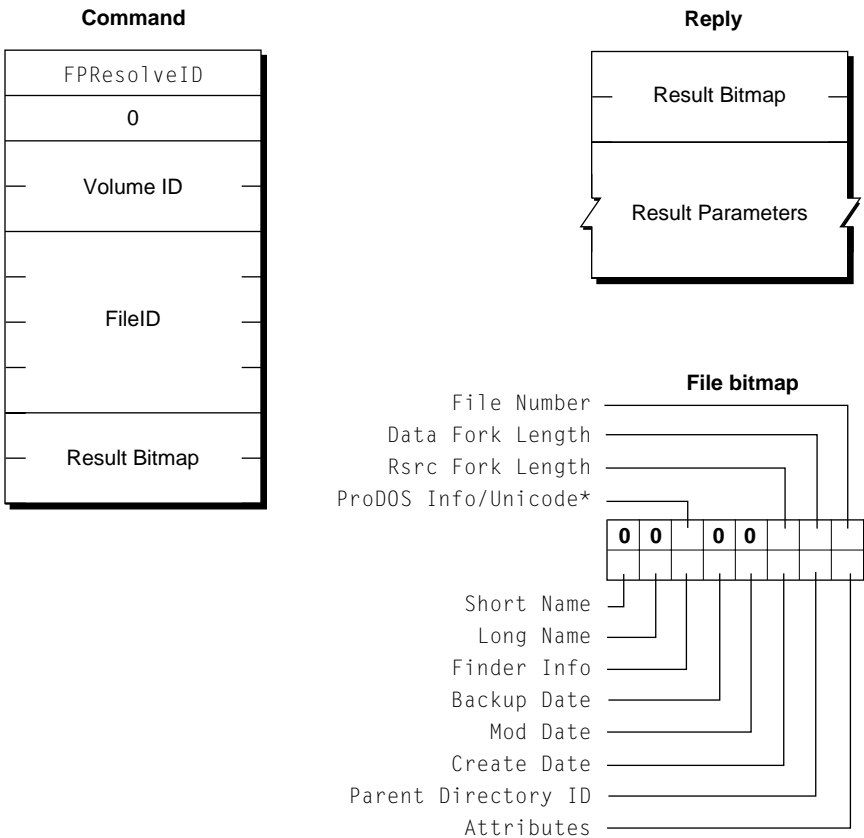 Command
FPResolveID
0
Volume ID
FileID
Result Bitmap
Reply
Result Bitmap
Result Parameters
File bitmap
File Number
Data Fork Length
Rsrc Fork Length
ProDOS Info/Unicode*
0 0 0 0
Short Name
Long Name
Finder Info
Backup Date
Mod Date
Create Date
Parent Directory ID
Attributes